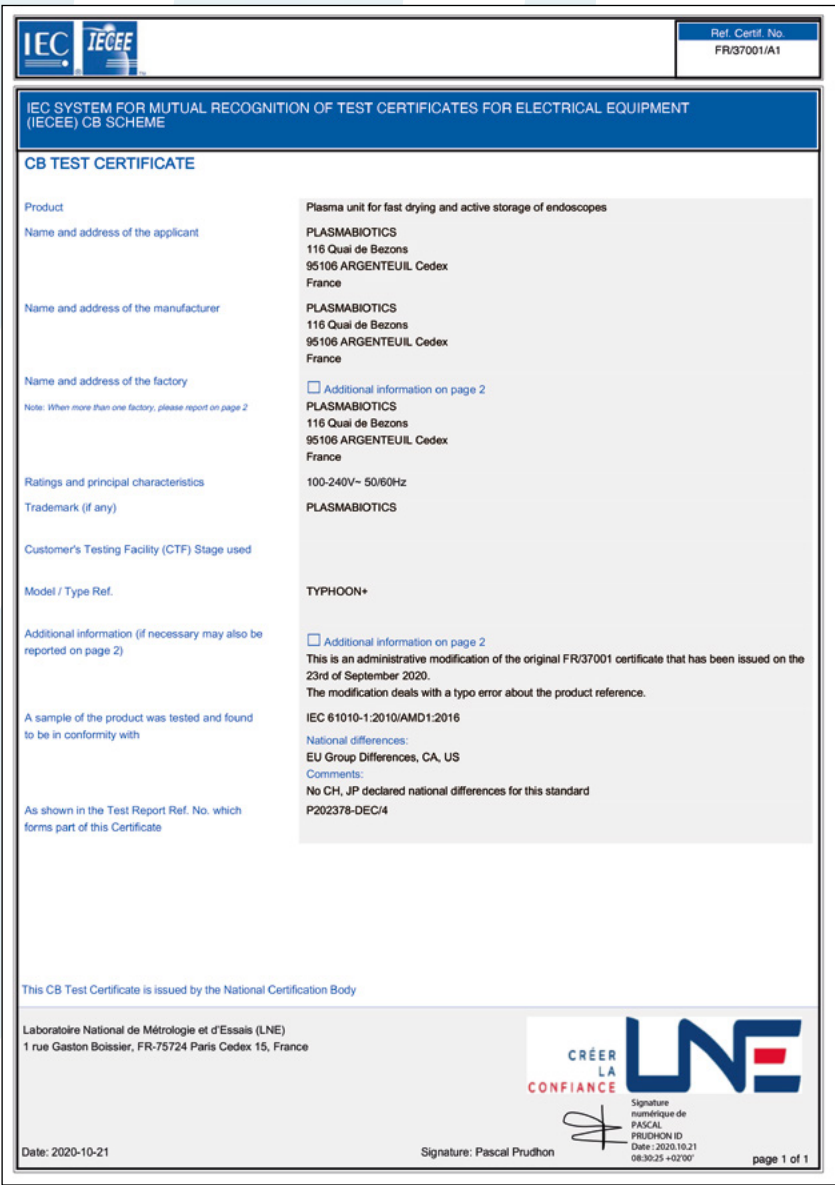 IEC IECEE
Ref. Certif. No.
FR/37001/A1
IEC SYSTEM FOR MUTUAL RECOGNITION OF TEST CERTIFICATES FOR ELECTRICAL EQUIPMENT
(IECEE) CB SCHEME
CB TEST CERTIFICATE
Product
Plasma unit for fast drying and active storage of endoscopes
Name and address of the applicant
PLASMABIOTICS
116 Quai de Bezons
95106 ARGENTEUIL Cedex
France
Name and address of the manufacturer
PLASMABIOTICS
116 Quai de Bezons
95106 ARGENTEUIL Cedex
France
Name and address of the factory
Note: When more than one factory, please report on page 2
☐ Additional information on page 2
PLASMABIOTICS
116 Quai de Bezons
95106 ARGENTEUIL Cedex
France
Ratings and principal characteristics
100-240V~ 50/60Hz
Trademark (if any)
PLASMABIOTICS
Customer's Testing Facility (CTF) Stage used
Model / Type Ref.
TYPHOON+
Additional information (if necessary may also be
reported on page 2)
☐ Additional information on page 2
This is an administrative modification of the original FR/37001 certificate that has been issued on the
23rd of September 2020.
The modification deals with a typo error about the product reference.
A sample of the product was tested and found
to be in conformity with
IEC 61010-1:2010/AMD1:2016
National differences:
EU Group Differences, CA, US
Comments:
No CH, JP declared national differences for this standard
As shown in the Test Report Ref. No. which
forms part of this Certificate
P202378-DEC/4
This CB Test Certificate is issued by the National Certification Body
Laboratoire National de Métrologie et d'Essais (LNE)
1 rue Gaston Boissier, FR-75724 Paris Cedex 15, France
CRÉER
LA
CONFIANCE
LNE
Signature
numérique de
PASCAL
PRUDHON ID
Date : 2020.10.21
08:30:25 +02'00'
Date: 2020-10-21
Signature: Pascal Prudhon
page 1 of 1